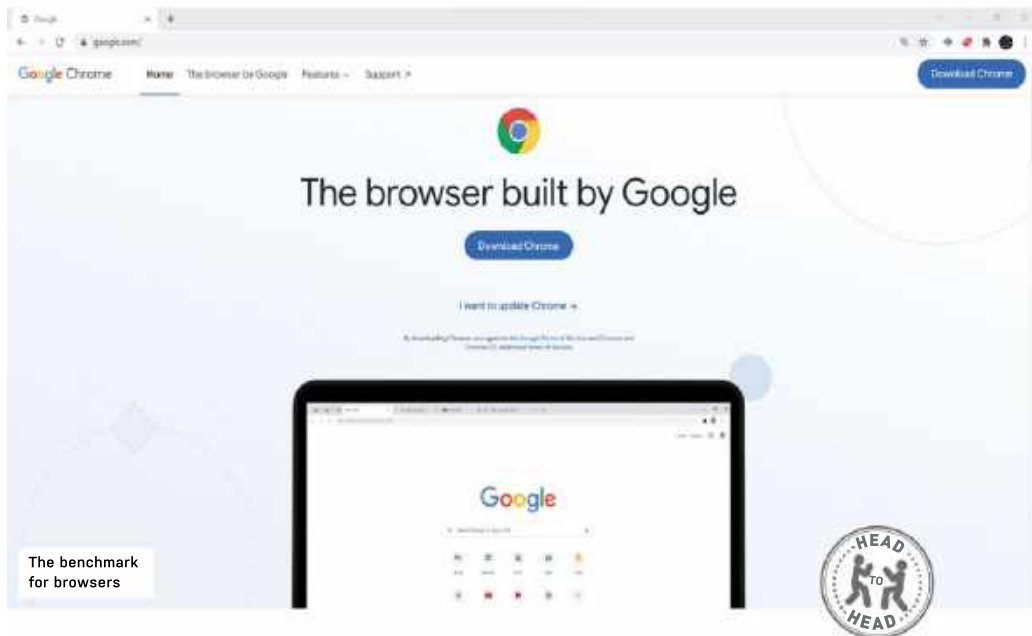 Google
google.com/
Google Chrome Home The browser by Google Features Support
Download Chrome
The browser built by Google
Download Chrome
I want to update Chrome
Google
The benchmark
for browsers
HEAD
TO
HEAD